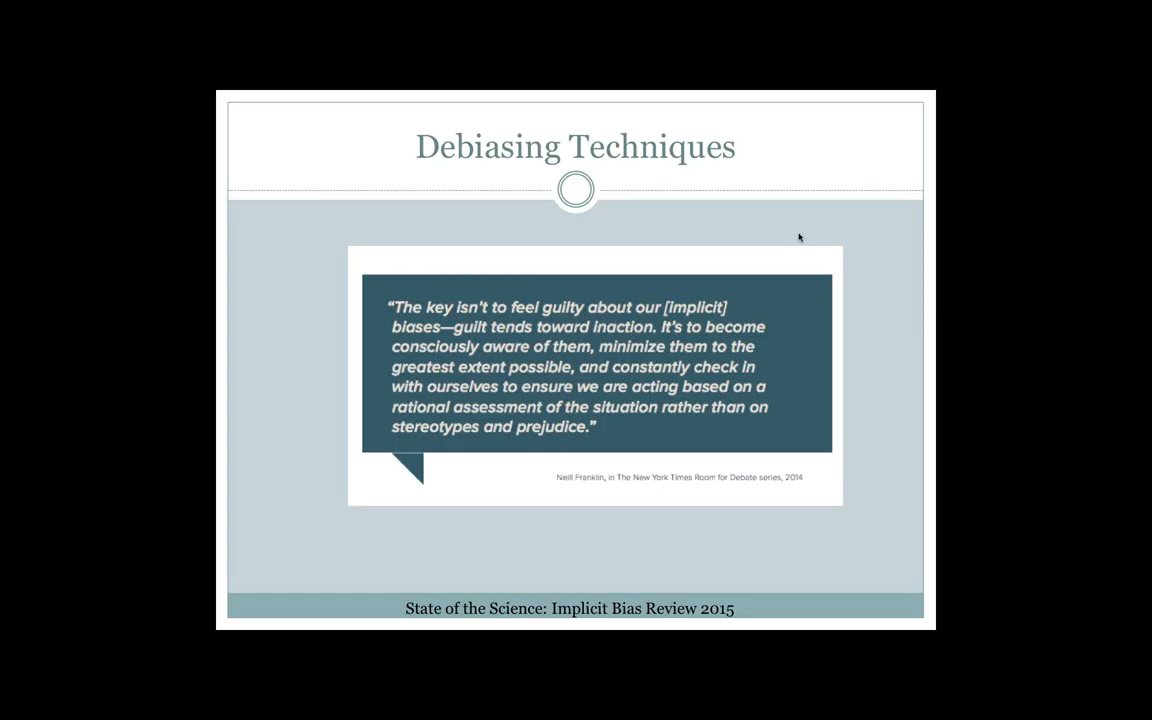 Debiasing Techniques
“The key isn’t to feel guilty about our [implicit]
biases—guilt tends toward inaction. It’s to become
consciously aware of them, minimize them to the
greatest extent possible, and constantly check in
with ourselves to ensure we are acting based on a
rational assessment of the situation rather than on
stereotypes and prejudice.”
Neill Franklin, in The New York Times Room for Debate series, 2014
State of the Science: Implicit Bias Review 2015